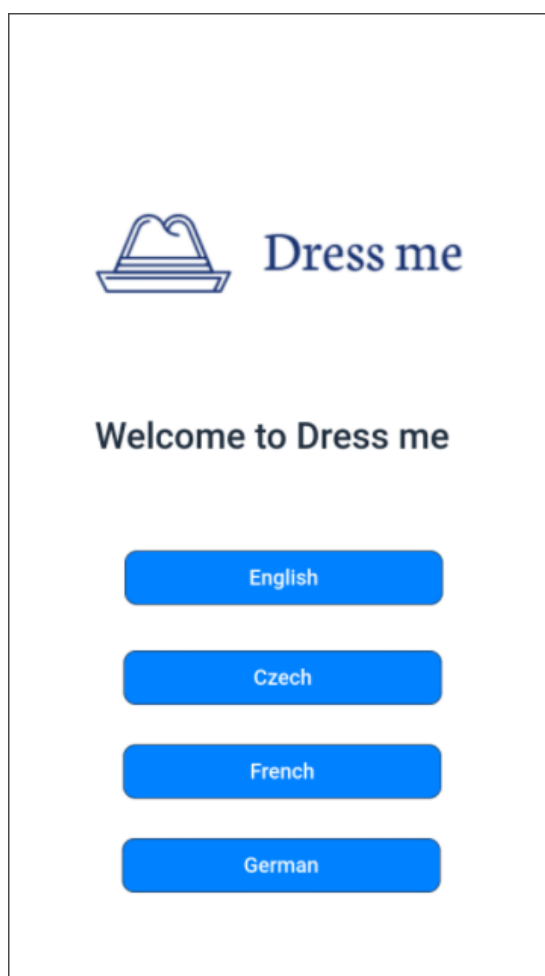 Dress me
Welcome to Dress me
English
Czech
French
German